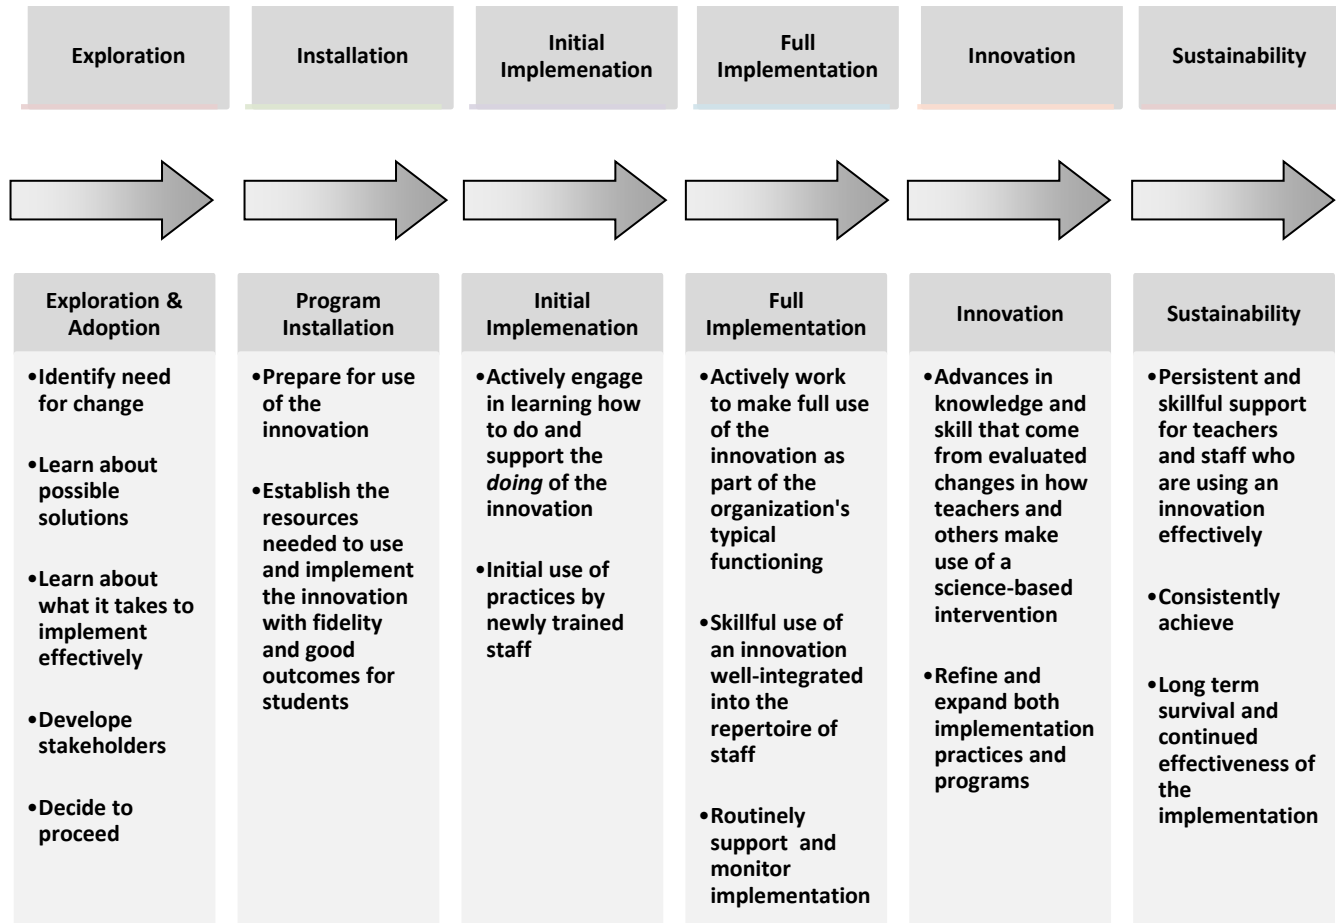 Exploration
Installation
Initial
Implemenation
Full
Implementation
Innovation
Sustainability
Exploration &
Adoption
•Identify need
for change
•Learn about
possible
solutions
•Learn about
what it takes to
implement
effectively
•Develope
stakeholders
•Decide to
proceed
Program
Installation
•Prepare for use
of the
innovation
•Establish the
resources
needed to use
and implement
the innovation
with fidelity
and good
outcomes for
students
Initial
Implemenation
•Actively engage
in learning how
to do and
support the
doing of the
innovation
•Initial use of
practices by
newly trained
staff
Full
Implementation
•Actively work
to make full use
of the
innovation as
part of the
organization's
typical
functioning
•Skillful use of
an innovation
well-integrated
into the
repertoire of
staff
•Routinely
support  and
monitor
implementation
Innovation
•Advances in
knowledge and
skill that come
from evaluated
changes in how
teachers and
others make
use of a
science-based
intervention
•Refine and
expand both
implementation
practices and
programs
Sustainability
•Persistent and
skillful support
for teachers
and staff who
are using an
innovation
effectively
•Consistently
achieve
•Long term
survival and
continued
effectiveness of
the
implementation